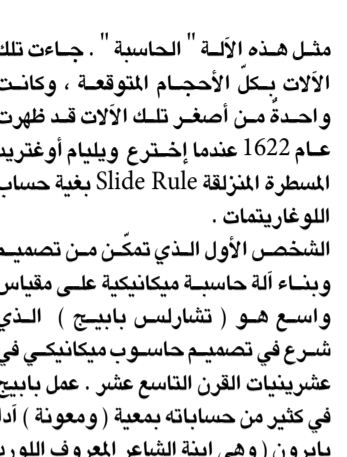 مثل هذه الآلة " الحاسبة " . جاءت تلك
الآلات بكلّ الأحجام المتوقعة ، وكانت
واحدةٌ من أصغر تلك الآلات قد ظهرت
عام 1622 عندما إخترع ويليام أوغتريد
المسطرة المنزلقة Slide Rule بغية حساب
اللوغاريتمات .
الشخص الأول الذي تمكّن من تصميم
وبناء آلة حاسبة ميكانيكية على مقياس
واسع هو ( تشارلس بابيج ) الذي
شرع في تصميم حاسوب ميكانيكي في
عشرينيات القرن التاسع عشر . عمل بابيج
في كثير من حساباته بمعية ( ومعونة ) آدا
بايرون ( وهي ابنة الشاعر المعروف اللورد